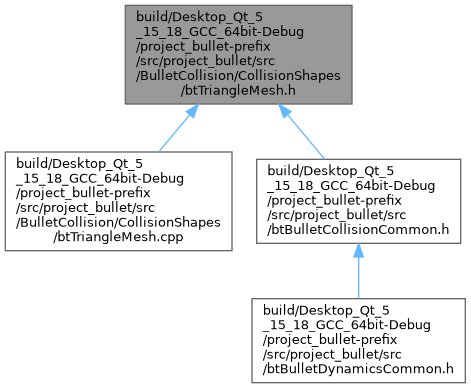 build/Desktop_Qt_5
_15_18_GCC_64bit-Debug
/project_bullet-prefix
/src/project_bullet/src
/BulletCollision/CollisionShapes
/btTriangleMesh.h
build/Desktop_Qt_5
_15_18_GCC_64bit-Debug
/project_bullet-prefix
/src/project_bullet/src
/BulletCollision/CollisionShapes
/btTriangleMesh.cpp
build/Desktop_Qt_5
_15_18_GCC_64bit-Debug
/project_bullet-prefix
/src/project_bullet/src
/btBulletCollisionCommon.h
build/Desktop_Qt_5
_15_18_GCC_64bit-Debug
/project_bullet-prefix
/src/project_bullet/src
/btBulletDynamicsCommon.h